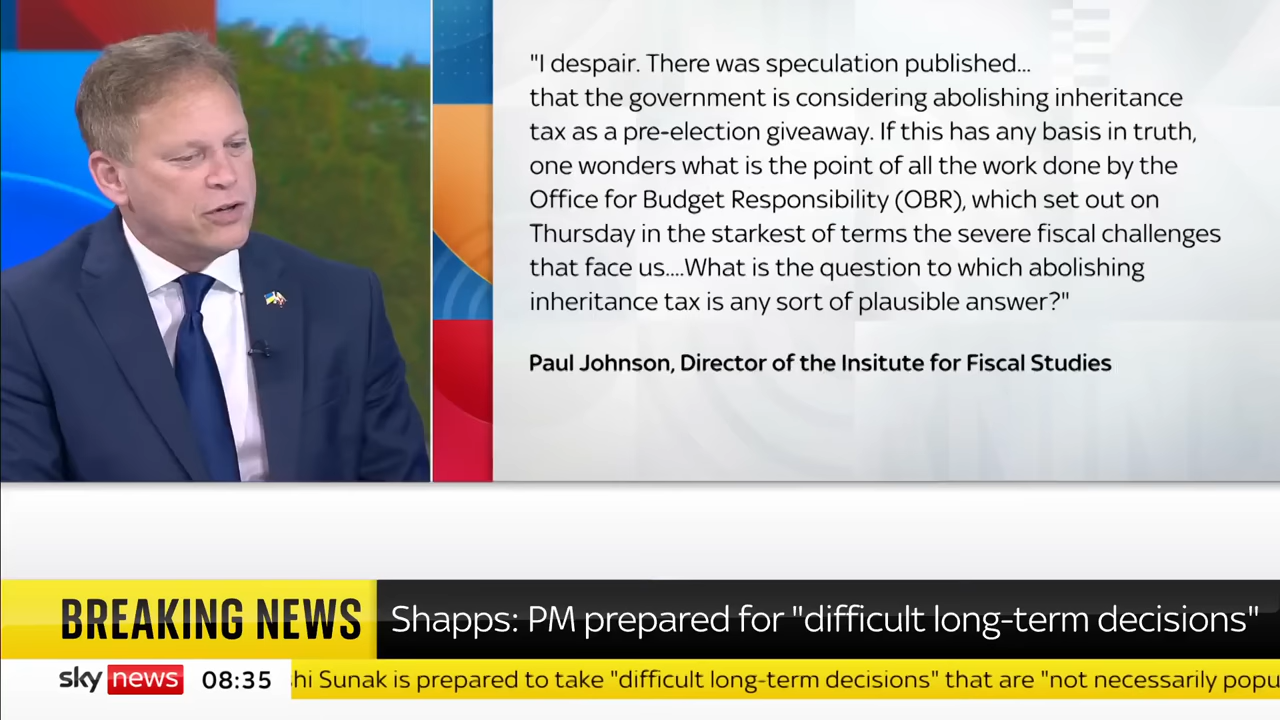 "I despair. There was speculation published...
that the government is considering abolishing inheritance
tax as a pre-election giveaway. If this has any basis in truth,
one wonders what is the point of all the work done by the
Office for Budget Responsibility (OBR), which set out on
Thursday in the starkest of terms the severe fiscal challenges
that face us....What is the question to which abolishing
inheritance tax is any sort of plausible answer?"
Paul Johnson, Director of the Insitute for Fiscal Studies
BREAKING NEWS
Shapps: PM prepared for "difficult long-term decisions"
sky news 08:35
hi Sunak is prepared to take "difficult long-term decisions" that are "not necessarily popu